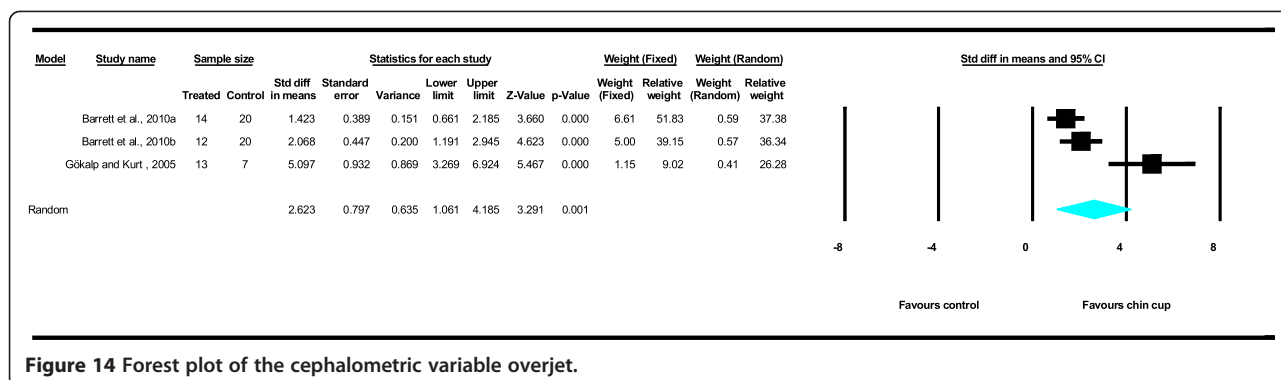 Model Study name Sample size Statistics for each study Weight (Fixed) Weight (Random) Std diff in means and 95% CI
Treated Control Std diff in means Standard error Variance Lower limit Upper limit Z-Value p-Value Weight (Fixed) Relative weight Weight (Random) Relative weight
Barrett et al., 2010a 14 20 1.423 0.389 0.151 0.661 2.185 3.660 0.000 6.61 51.83 0.59 37.38
Barrett et al., 2010b 12 20 2.068 0.447 0.200 1.191 2.945 4.623 0.000 5.00 39.15 0.57 36.34
Gökalp and Kurt , 2005 13 7 5.097 0.932 0.869 3.269 6.924 5.467 0.000 1.15 9.02 0.41 26.28
Random 2.623 0.797 0.635 1.061 4.185 3.291 0.001
-8 -4 0 4 8
Favours control Favours chin cup
Figure 14 Forest plot of the cephalometric variable overjet.